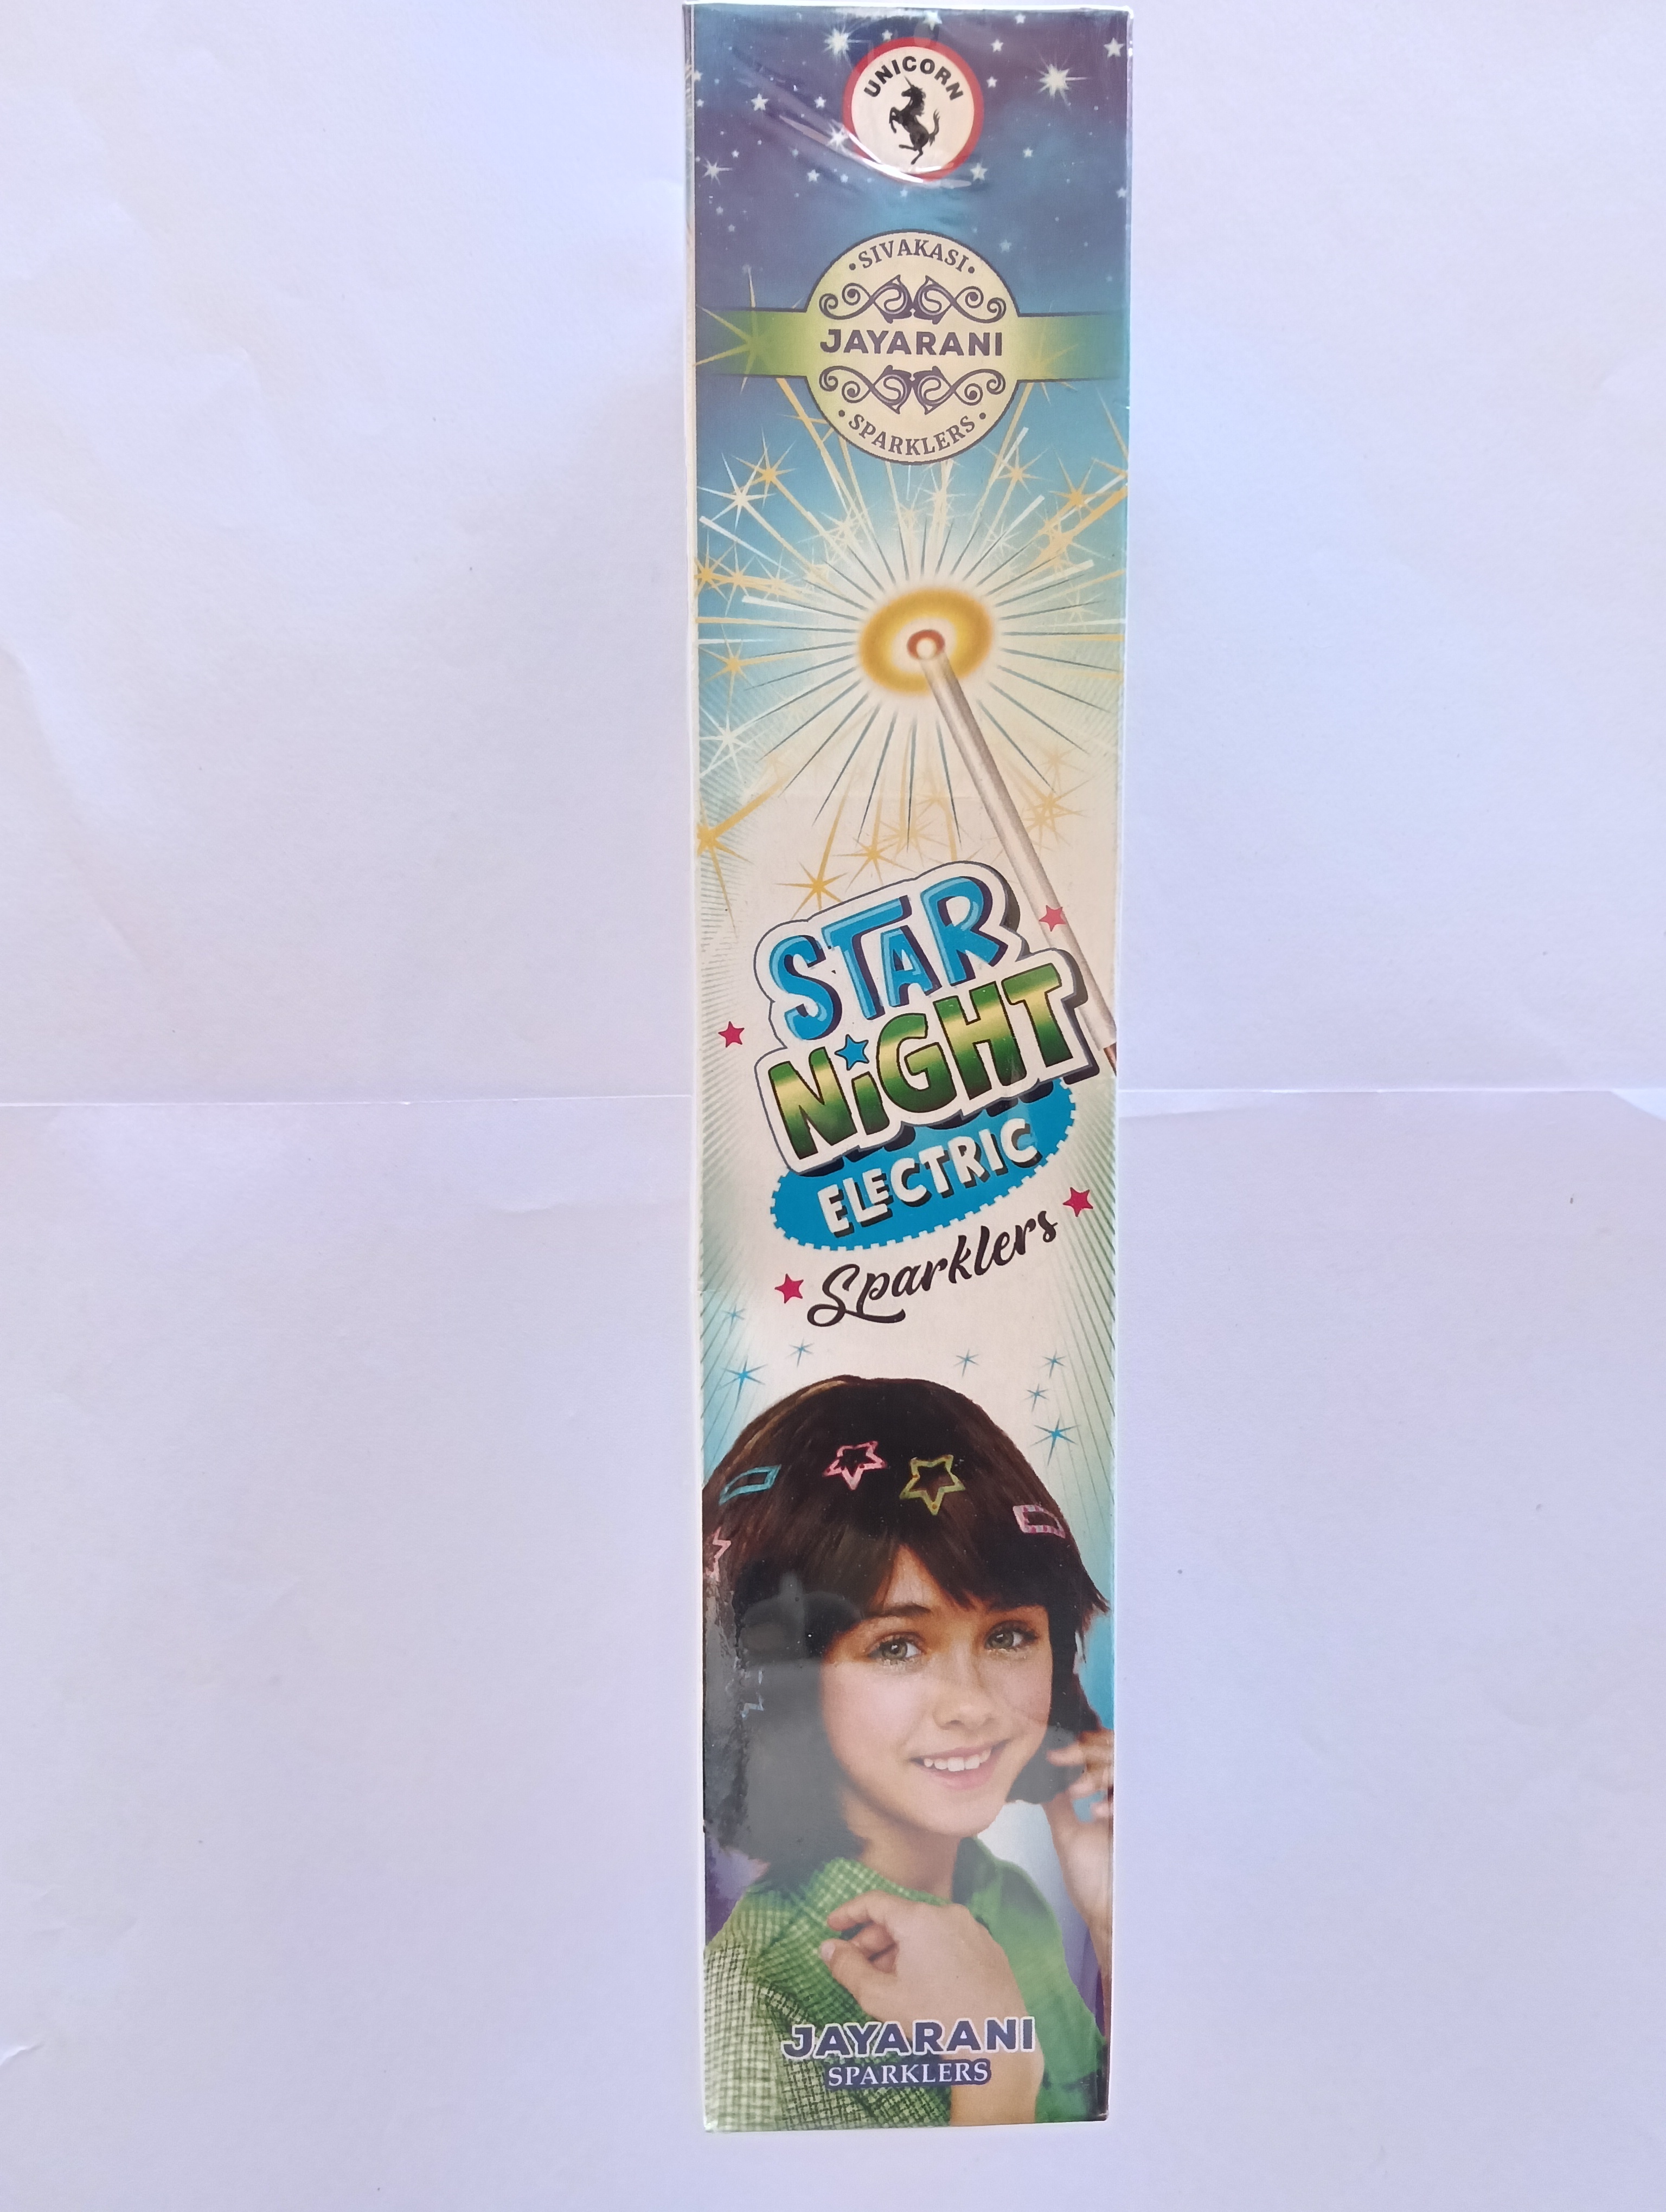 UNICORN
SIVAKASI
JAYARANI
SPARKLERS
STAR
NiGHT
ELECTRIC
Sparklers
JAYARANI
SPARKLERS